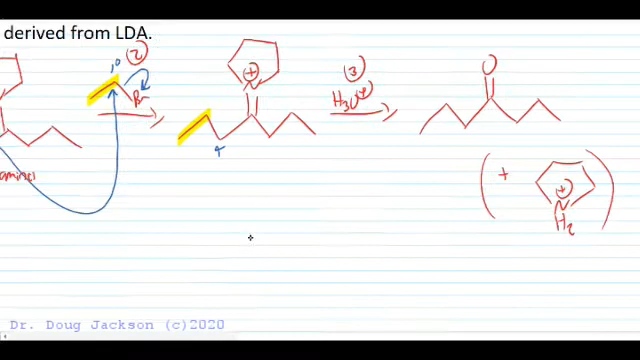 derived from LDA.
1° ②
Br
③
H₃O⊕
O
⊕
N
+
⊕
N
H₂
Dr. Doug Jackson (c)2020